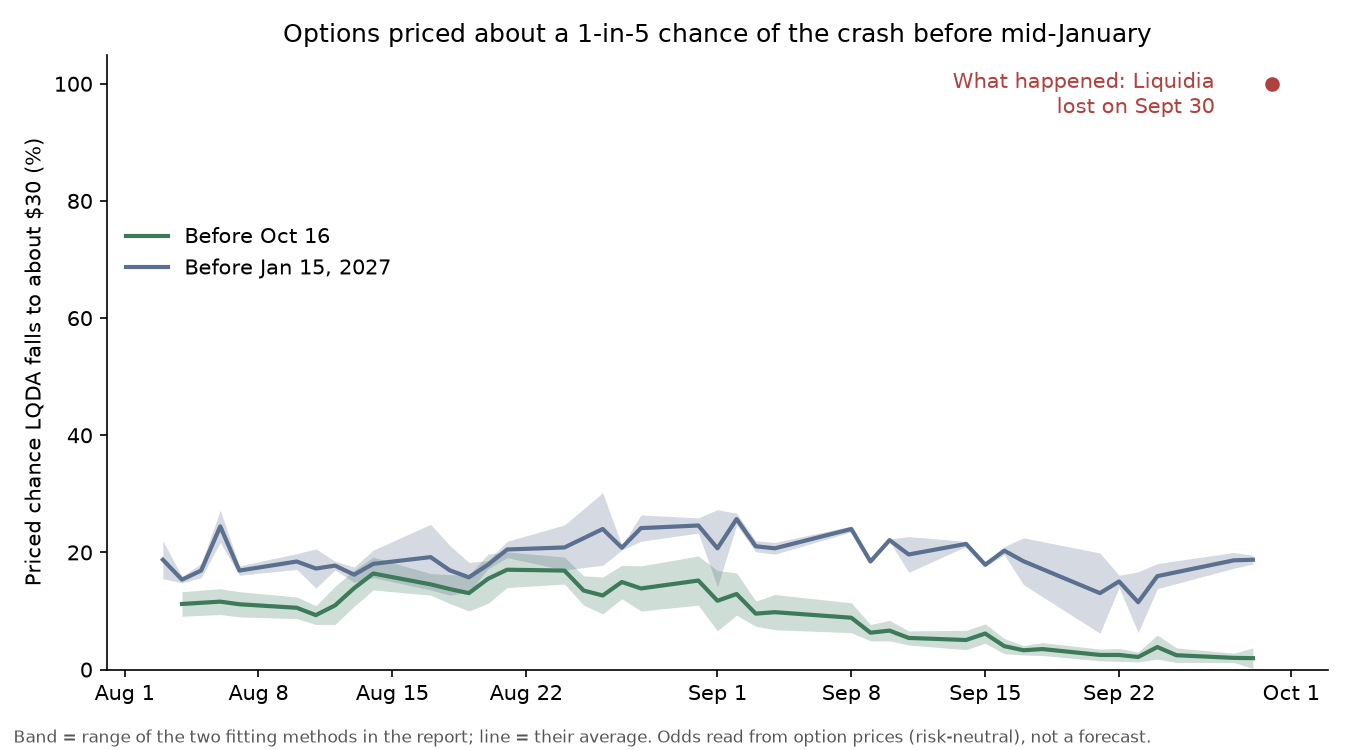 Options priced about a 1-in-5 chance of the crash before mid-January
What happened: Liquidia
lost on Sept 30
Priced chance LQDA falls to about $30 (%)
100
80
60
40
20
0
Before Oct 16
Before Jan 15, 2027
Aug 1
Aug 8
Aug 15
Aug 22
Sep 1
Sep 8
Sep 15
Sep 22
Oct 1
Band = range of the two fitting methods in the report; line = their average. Odds read from option prices (risk-neutral), not a forecast.